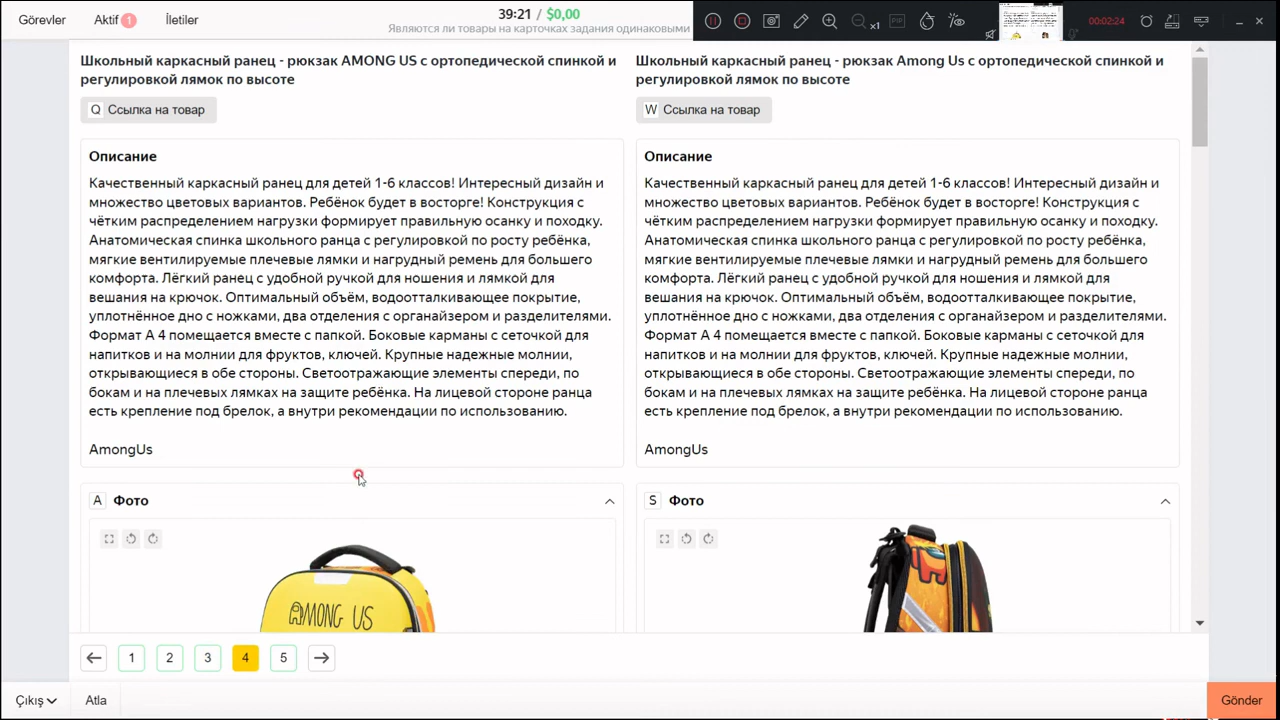 Görevler
Aktif 1
İletiler
39:21 / $0,00
Являются ли товары на карточках задания одинаковыми
x1
PIP
00:02:24
Школьный каркасный ранец - рюкзак AMONG US с ортопедической спинкой и
регулировкой лямок по высоте
Q Ссылка на товар
Описание
Качественный каркасный ранец для детей 1-6 классов! Интересный дизайн и
множество цветовых вариантов. Ребёнок будет в восторге! Конструкция с
чётким распределением нагрузки формирует правильную осанку и походку.
Анатомическая спинка школьного ранца с регулировкой по росту ребёнка,
мягкие вентилируемые плечевые лямки и нагрудный ремень для большего
комфорта. Лёгкий ранец с удобной ручкой для ношения и лямкой для
вешания на крючок. Оптимальный объём, водоотталкивающее покрытие,
уплотнённое дно с ножками, два отделения с органайзером и разделителями.
Формат А 4 помещается вместе с папкой. Боковые карманы с сеточкой для
напитков и на молнии для фруктов, ключей. Крупные надежные молнии,
открывающиеся в обе стороны. Светоотражающие элементы спереди, по
бокам и на плечевых лямках на защите ребёнка. На лицевой стороне ранца
есть крепление под брелок, а внутри рекомендации по использованию.
AmongUs
A Фото
AMONG US
Школьный каркасный ранец - рюкзак Among Us с ортопедической спинкой и
регулировкой лямок по высоте
W Ссылка на товар
Описание
Качественный каркасный ранец для детей 1-6 классов! Интересный дизайн и
множество цветовых вариантов. Ребёнок будет в восторге! Конструкция с
чётким распределением нагрузки формирует правильную осанку и походку.
Анатомическая спинка школьного ранца с регулировкой по росту ребёнка,
мягкие вентилируемые плечевые лямки и нагрудный ремень для большего
комфорта. Лёгкий ранец с удобной ручкой для ношения и лямкой для
вешания на крючок. Оптимальный объём, водоотталкивающее покрытие,
уплотнённое дно с ножками, два отделения с органайзером и разделителями.
Формат А 4 помещается вместе с папкой. Боковые карманы с сеточкой для
напитков и на молнии для фруктов, ключей. Крупные надежные молнии,
открывающиеся в обе стороны. Светоотражающие элементы спереди, по
бокам и на плечевых лямках на защите ребёнка. На лицевой стороне ранца
есть крепление под брелок, а внутри рекомендации по использованию.
AmongUs
S Фото
1 2 3 4 5
Çıkış
Atla
Gönder